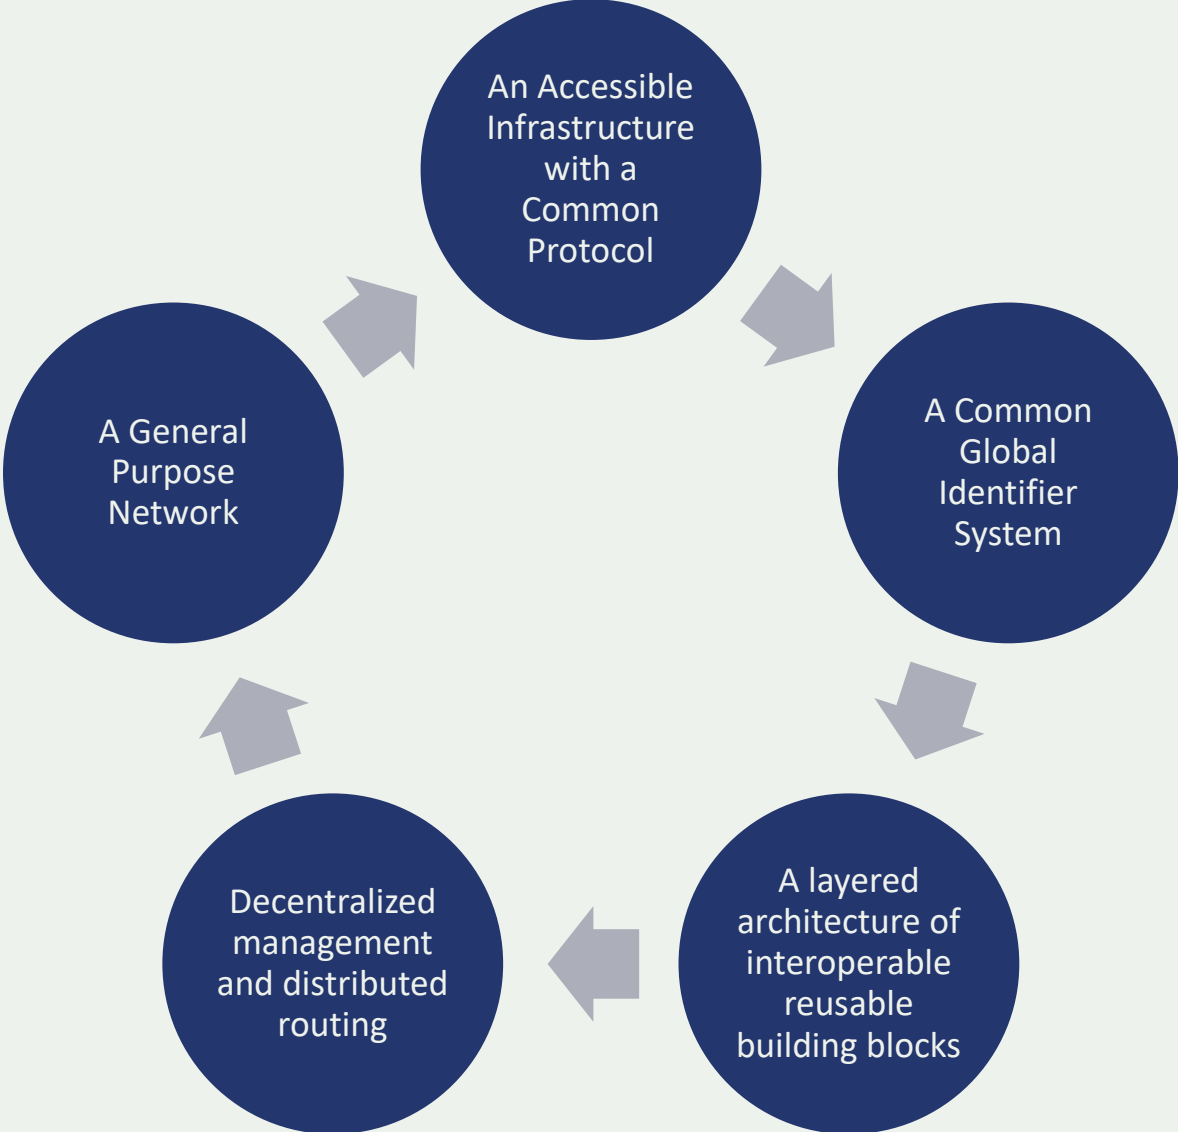 An Accessible
Infrastructure
with a
Common
Protocol
A Common
Global
Identifier
System
A layered
architecture of
interoperable
reusable
building blocks
Decentralized
management
and distributed
routing
A General
Purpose
Network